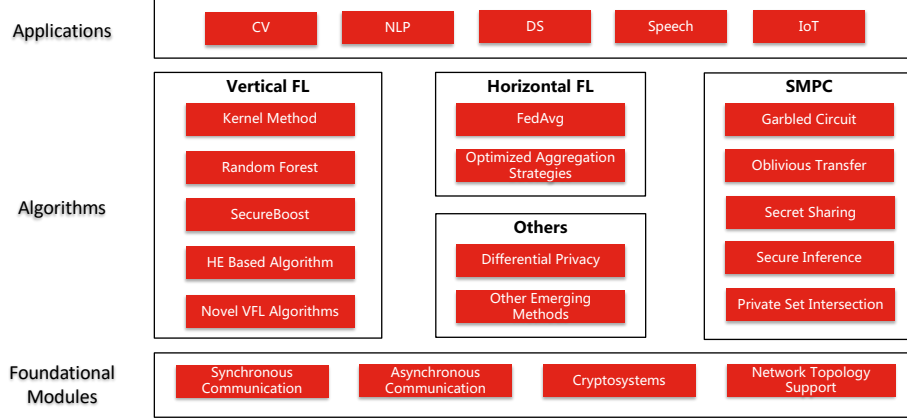 Applications
CV
NLP
DS
Speech
IoT
Algorithms
Vertical FL
Kernel Method
Random Forest
SecureBoost
HE Based Algorithm
Novel VFL Algorithms
Horizontal FL
FedAvg
Optimized Aggregation
Strategies
Others
Differential Privacy
Other Emerging
Methods
SMPC
Garbled Circuit
Oblivious Transfer
Secret Sharing
Secure Inference
Private Set Intersection
Foundational
Modules
Synchronous
Communication
Asynchronous
Communication
Cryptosystems
Network Topology
Support